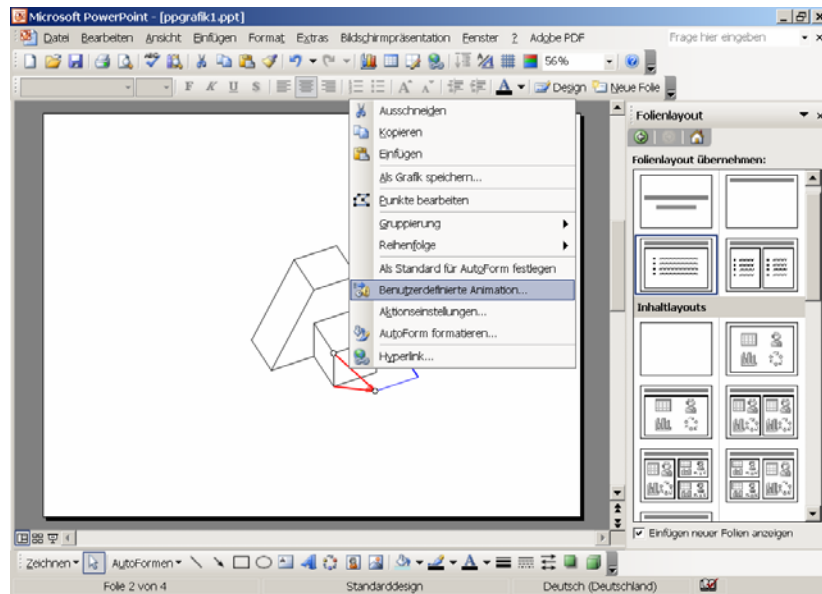 Microsoft PowerPoint - [ppgrafik1.ppt]
Datei Bearbeiten Ansicht Einfügen Format Extras Bildschirmpräsentation Fenster ? Adobe PDF Frage hier eingeben
56%
F K U S A A A Design Neue Folie
Folienlayout
Folienlayout übernehmen:
Inhaltlayouts
Ausschneiden
Kopieren
Einfügen
Als Grafik speichern...
Punkte bearbeiten
Gruppierung
Reihenfolge
Als Standard für AutoForm festlegen
Benutzerdefinierte Animation...
Aktionseinstellungen...
AutoForm formatieren...
Hyperlink...
Einfügen neuer Folien anzeigen
Zeichnen AutoFormen A
Folie 2 von 4 Standarddesign Deutsch (Deutschland)